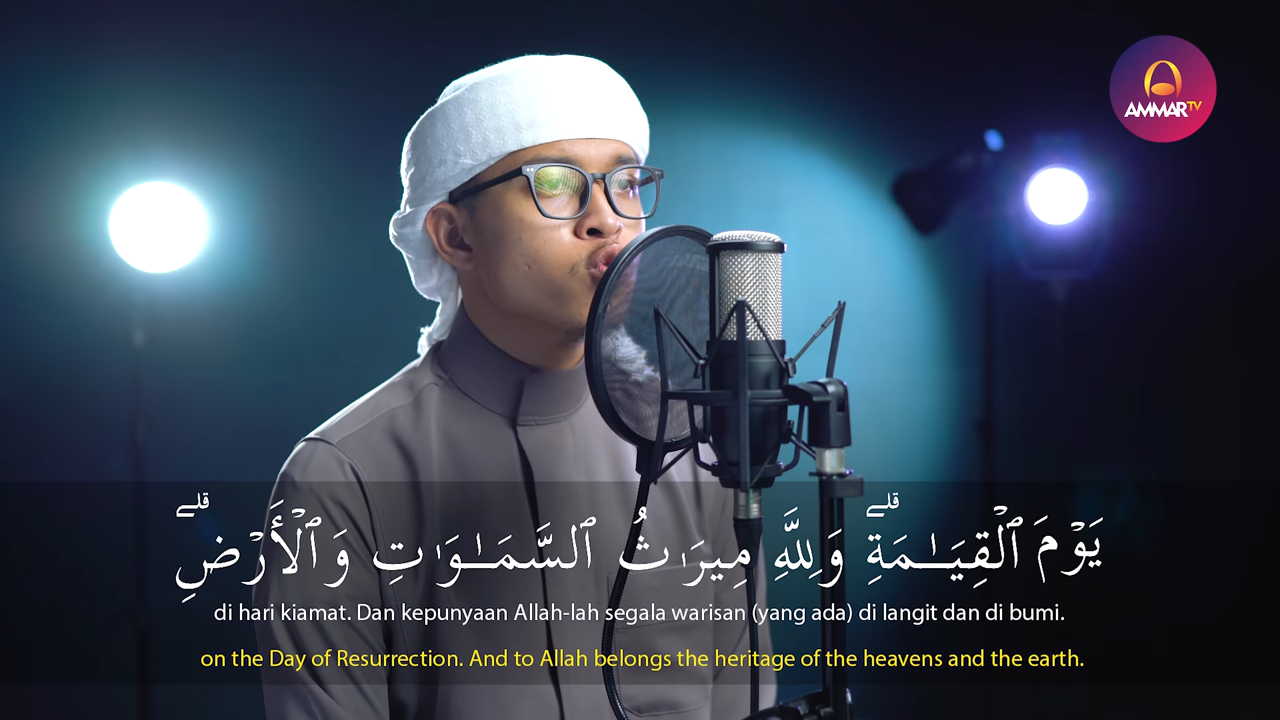 AMMARTV
يَوْمَ ٱلْقِيَـٰمَةِ ۗ وَلِلَّهِ مِيرَٰثُ ٱلسَّمَـٰوَٰتِ وَٱلْأَرْضِ ۗ
di hari kiamat. Dan kepunyaan Allah-lah segala warisan (yang ada) di langit dan di bumi.
on the Day of Resurrection. And to Allah belongs the heritage of the heavens and the earth.